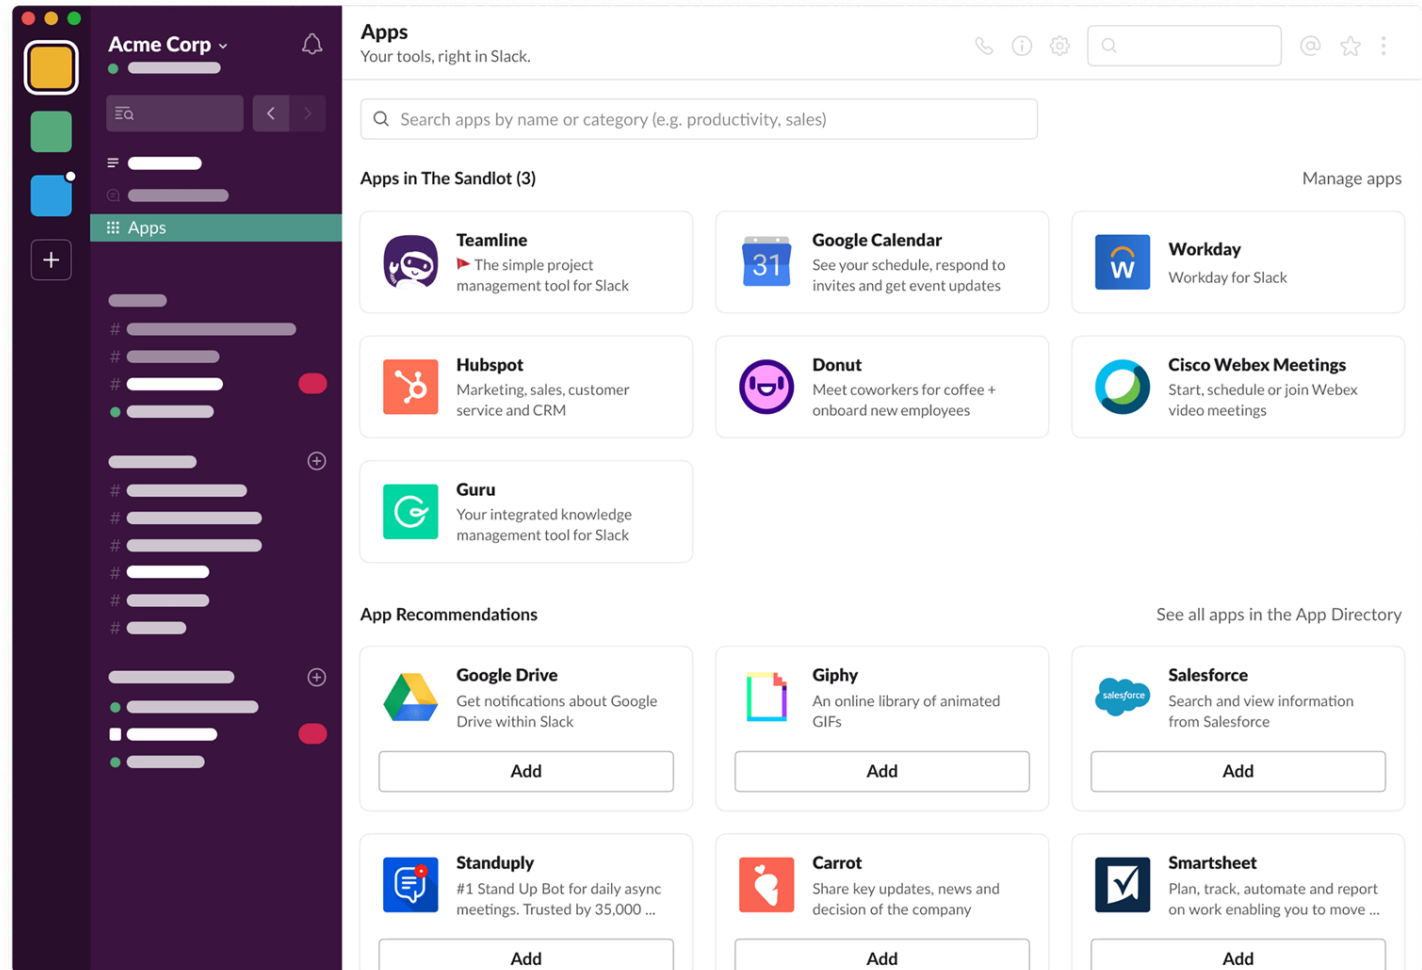 Acme Corp
Apps
Apps
Your tools, right in Slack.
Search apps by name or category (e.g. productivity, sales)
Apps in The Sandlot (3)
Manage apps
Teamline
The simple project
management tool for Slack
31
Google Calendar
See your schedule, respond to
invites and get event updates
W
Workday
Workday for Slack
Hubspot
Marketing, sales, customer
service and CRM
Donut
Meet coworkers for coffee +
onboard new employees
Cisco Webex Meetings
Start, schedule or join Webex
video meetings
Guru
Your integrated knowledge
management tool for Slack
App Recommendations
See all apps in the App Directory
Google Drive
Get notifications about Google
Drive within Slack
Add
Giphy
An online library of animated
GIFs
Add
salesforce
Salesforce
Search and view information
from Salesforce
Add
Standuply
#1 Stand Up Bot for daily async
meetings. Trusted by 35,000 ...
Add
Carrot
Share key updates, news and
decision of the company
Add
Smartsheet
Plan, track, automate and report
on work enabling you to move ...
Add